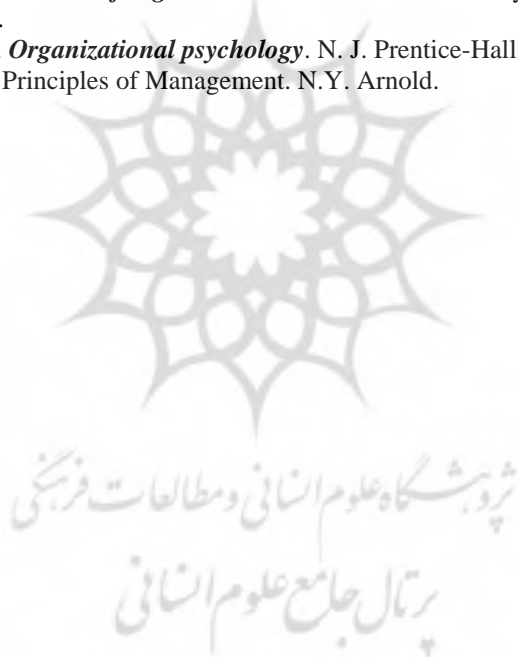 .
Organizational psychology. N. J. Prentice-Hall
Principles of Management. N.Y. Arnold.
پژوهشگاه علوم انسانی و مطالعات فرهنگی
پرتال جامع علوم انسانی